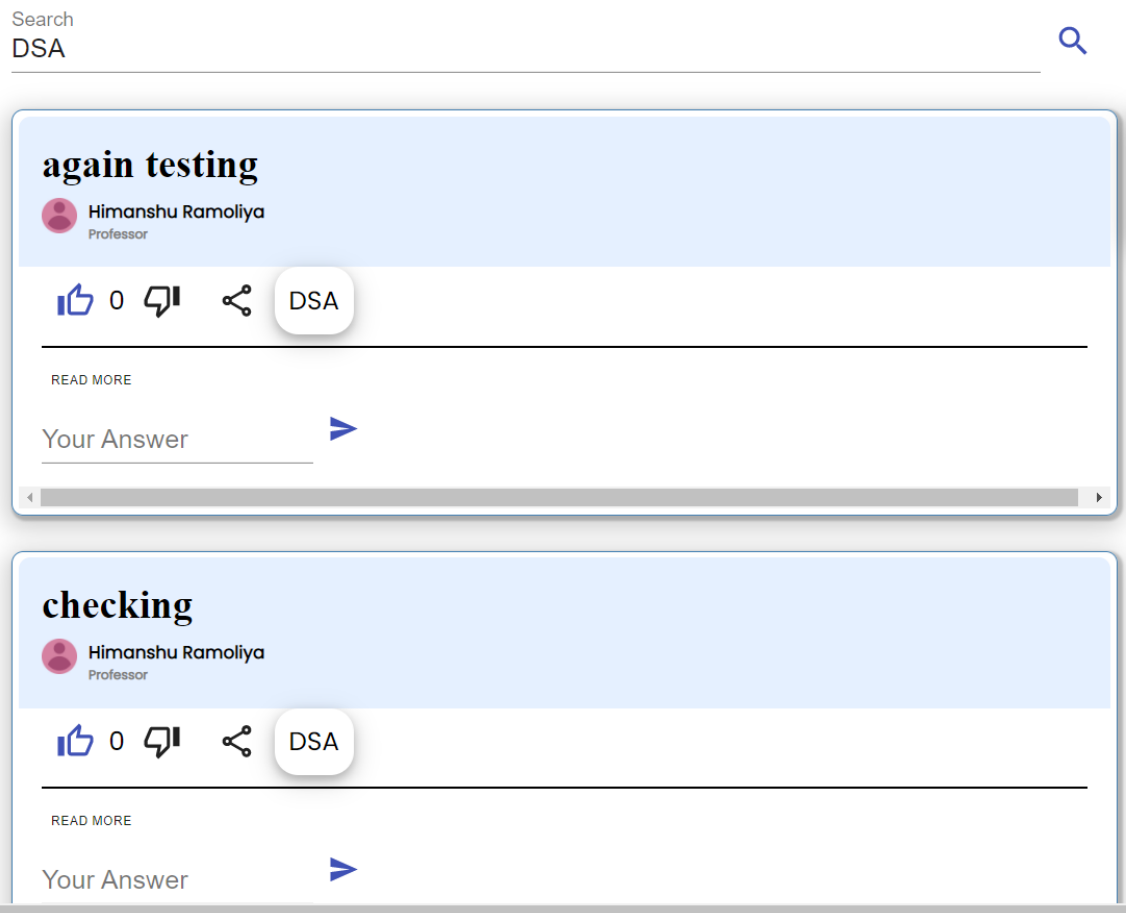 Search
DSA
again testing
Himanshu Ramoliya
Professor
0
DSA
READ MORE
Your Answer
checking
Himanshu Ramoliya
Professor
0
DSA
READ MORE
Your Answer